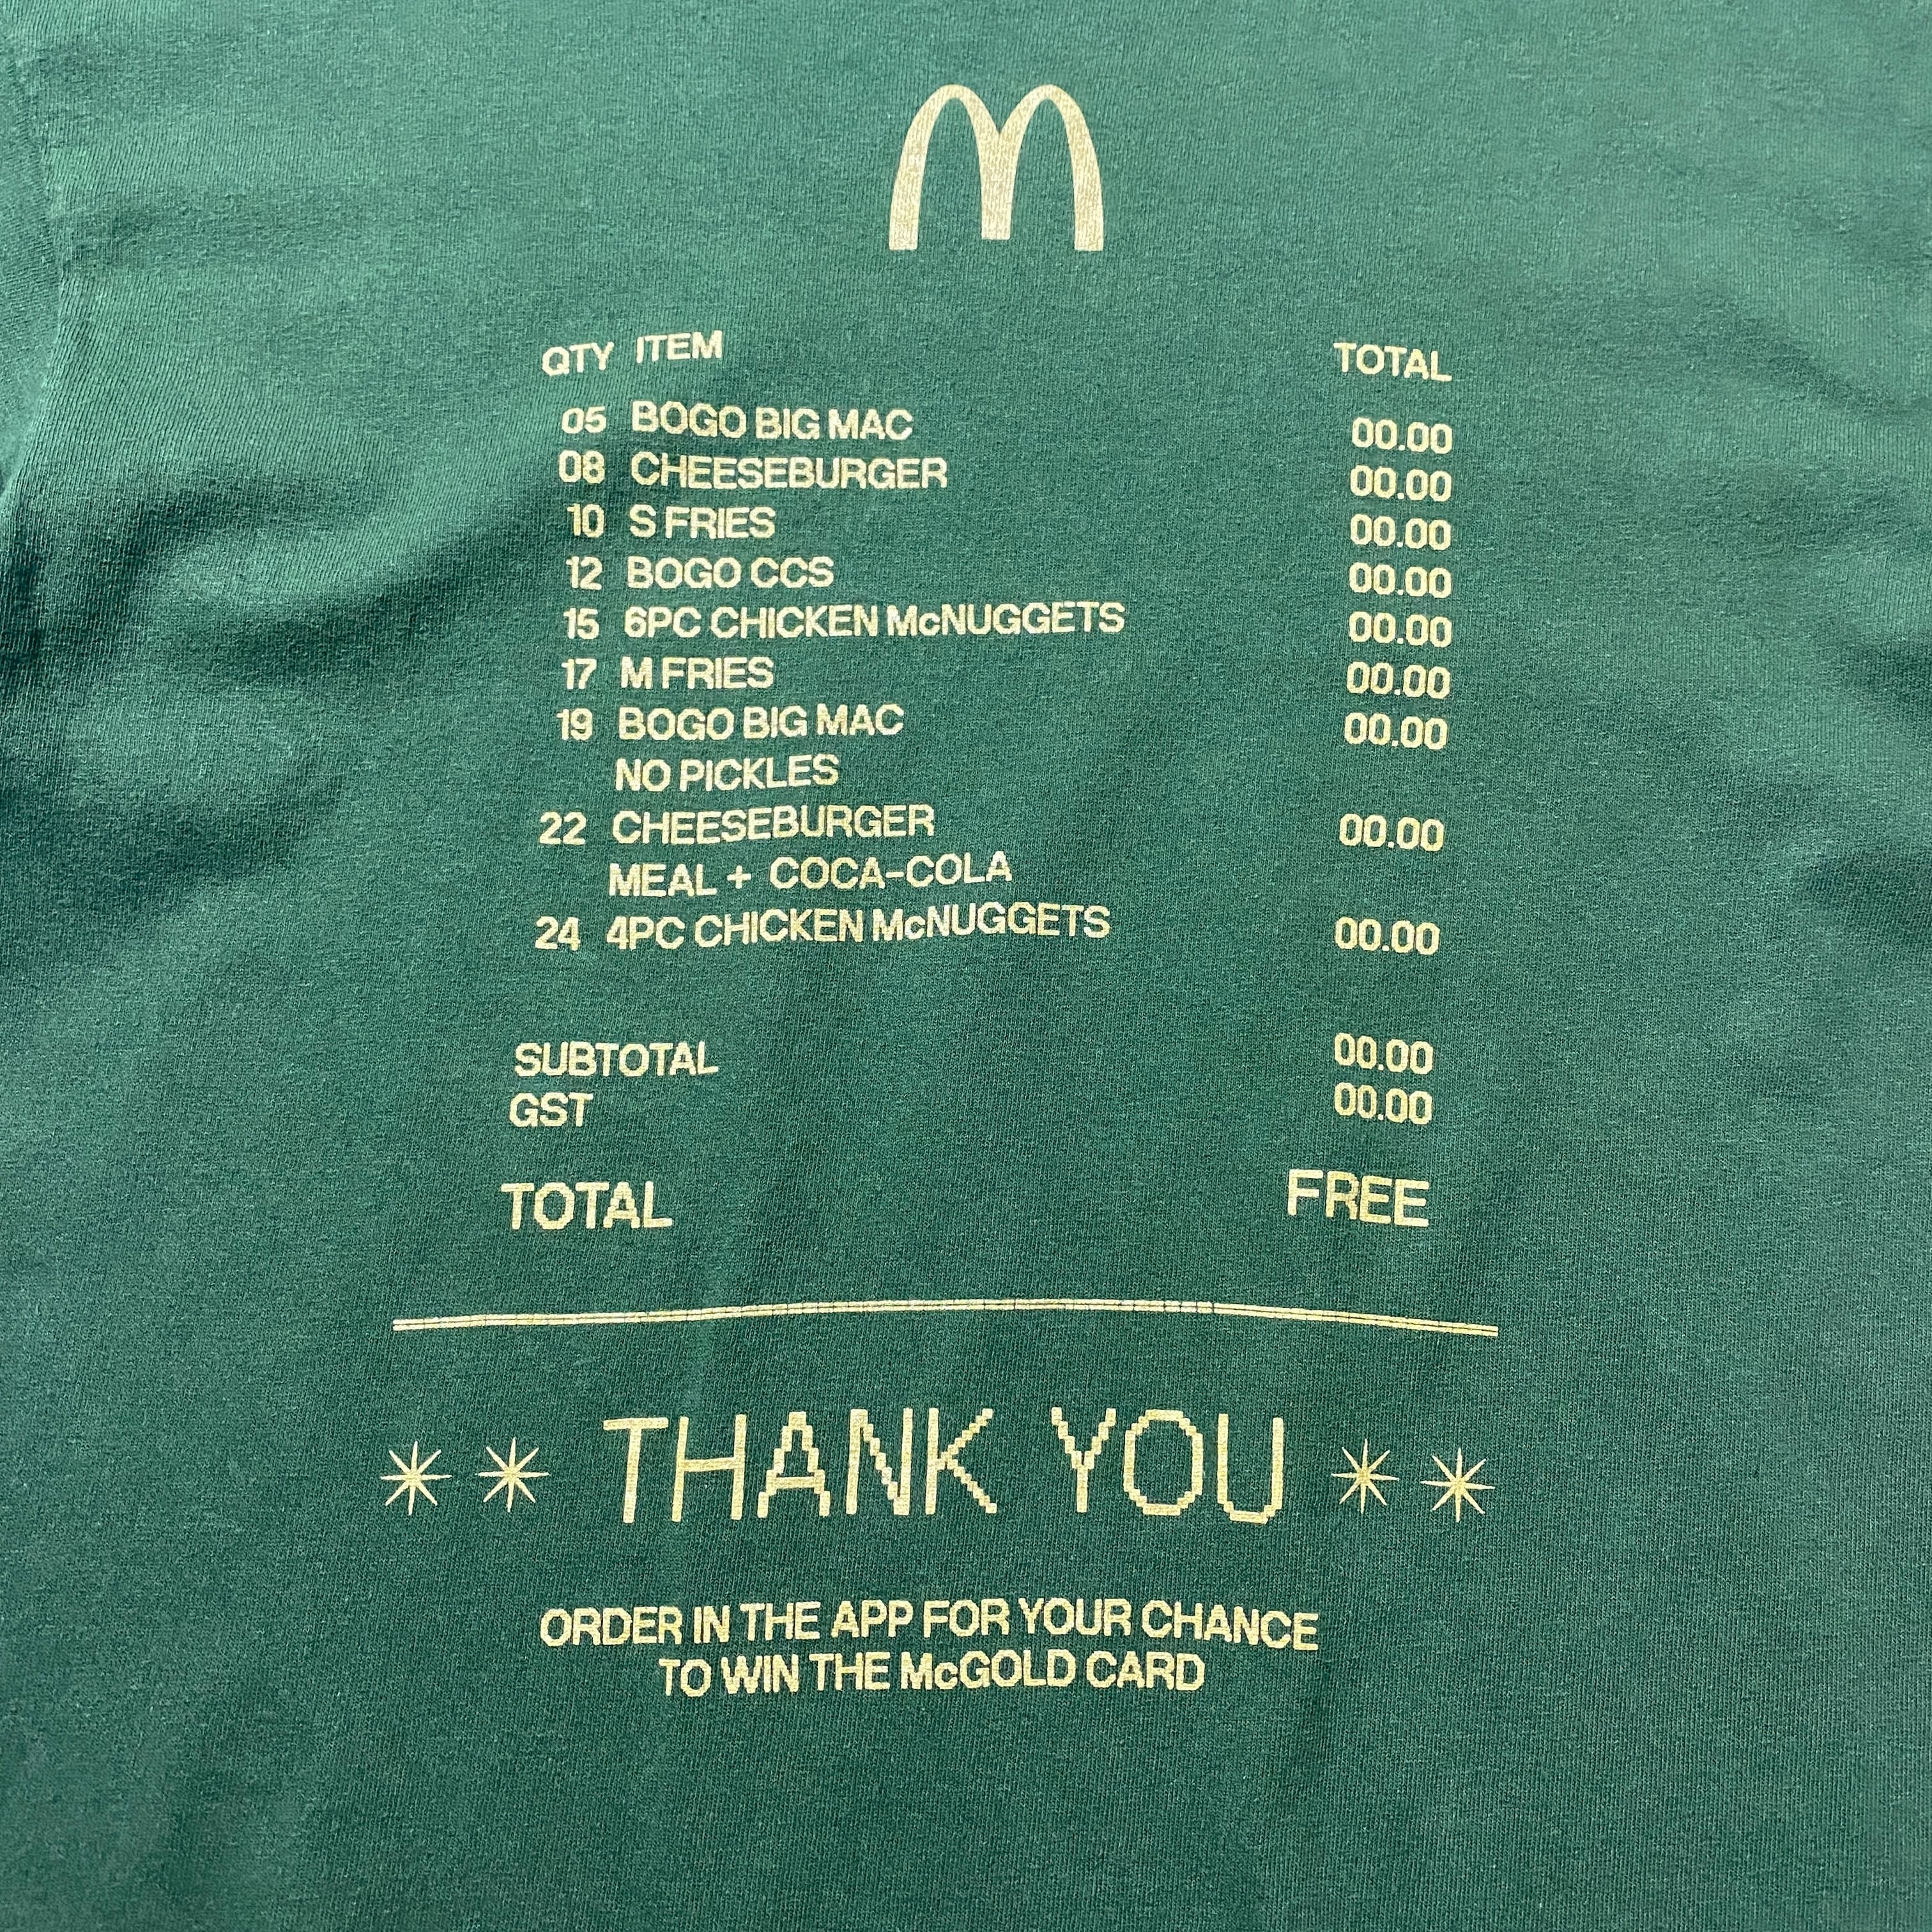 QTY ITEM TOTAL
05 BOGO BIG MAC 00.00
08 CHEESEBURGER 00.00
10 S FRIES 00.00
12 BOGO CCS 00.00
15 6PC CHICKEN McNUGGETS 00.00
17 M FRIES 00.00
19 BOGO BIG MAC 00.00
NO PICKLES
22 CHEESEBURGER 00.00
MEAL + COCA-COLA
24 4PC CHICKEN McNUGGETS 00.00
SUBTOTAL 00.00
GST 00.00
TOTAL FREE
** THANK YOU **
ORDER IN THE APP FOR YOUR CHANCE
TO WIN THE McGOLD CARD